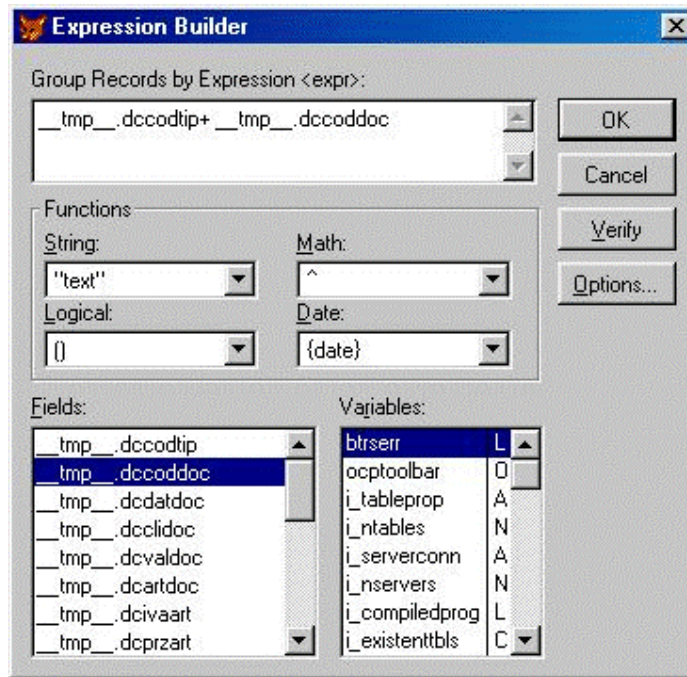 Expression Builder
Group Records by Expression <expr>:
__tmp__.dccodtip+ __tmp__.dccoddoc
OK
Cancel
Verify
Options...
Functions
String:
Math:
"text"
^
Logical:
Date:
()
{date}
Fields:
Variables:
__tmp__.dccodtip
__tmp__.dccoddoc
__tmp__.dcdatdoc
__tmp__.dcclidoc
__tmp__.dcvaldoc
__tmp__.dcartdoc
__tmp__.dcivaart
__tmp__.dcprzart
btrserr L
ocptoolbar O
i_tableprop A
i_ntables N
i_serverconn A
i_nservers N
i_compiledprog L
i_existenttbls C